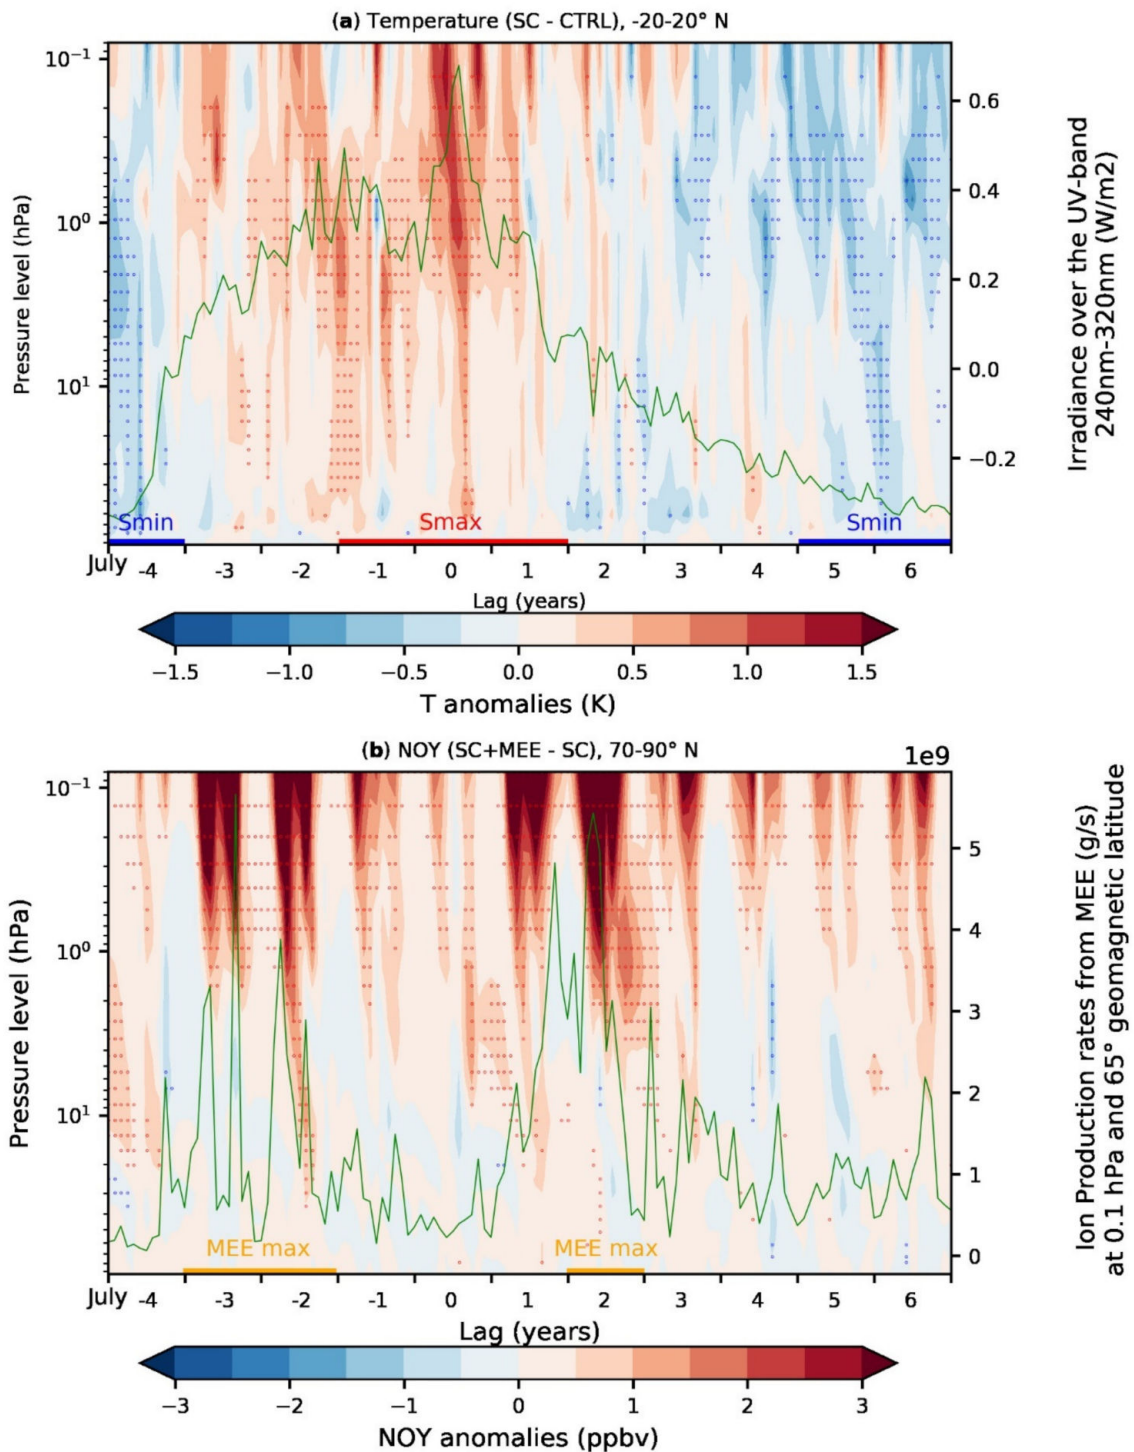 (a) Temperature (SC - CTRL), -20-20° N
10⁻¹
10⁰
10¹
Pressure level (hPa)
0.6
0.4
0.2
0.0
−0.2
Irradiance over the UV-band
240nm-320nm (W/m2)
Smin
Smax
Smin
July
-4
-3
-2
-1
0
1
2
3
4
5
6
Lag (years)
−1.5
−1.0
−0.5
0.0
0.5
1.0
1.5
T anomalies (K)
(b) NOY (SC+MEE - SC), 70-90° N
1e9
10⁻¹
10⁰
10¹
Pressure level (hPa)
5
4
3
2
1
0
Ion Production rates from MEE (g/s)
at 0.1 hPa and 65° geomagnetic latitude
MEE max
MEE max
July
-4
-3
-2
-1
0
1
2
3
4
5
6
Lag (years)
−3
−2
−1
0
1
2
3
NOY anomalies (ppbv)